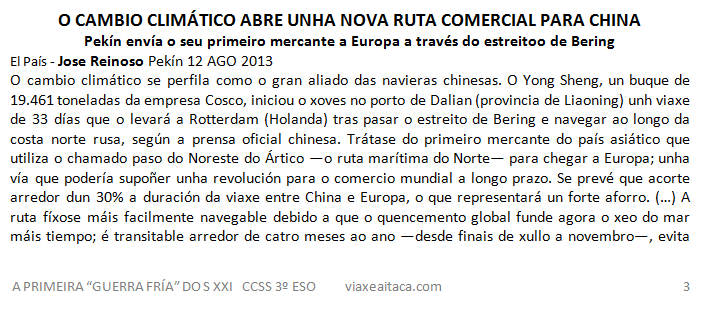 O CAMBIO CLIMÁTICO ABRE UNHA NOVA RUTA COMERCIAL PARA CHINA
Pekín envía o seu primeiro mercante a Europa a través do estreitoo de Bering
El País - Jose Reinoso Pekín 12 AGO 2013
O cambio climático se perfila como o gran aliado das navieras chinesas. O Yong Sheng, un buque de
19.461 toneladas da empresa Cosco, iniciou o xoves no porto de Dalian (provincia de Liaoning) unh viaxe
de 33 días que o levará a Rotterdam (Holanda) tras pasar o estreito de Bering e navegar ao longo da
costa norte rusa, según a prensa oficial chinesa. Trátase do primeiro mercante do país asiático que
utiliza o chamado paso do Noreste do Ártico —o ruta marítima do Norte— para chegar a Europa; unha
vía que podería supoñer unha revolución para o comercio mundial a longo prazo. Se prevé que acorte
arredor dun 30% a duración da viaxe entre China e Europa, o que representará un forte aforro. (…) A
ruta fíxose máis facilmente navegable debido a que o quencemento global funde agora o xeo do mar
máis tiempo; é transitable arredor de catro meses ao ano —desde finais de xullo a novembro—, evita
A PRIMEIRA “GUERRA FRÍA” DO S XXI CCSS 3º ESO viaxeaitaca.com 3